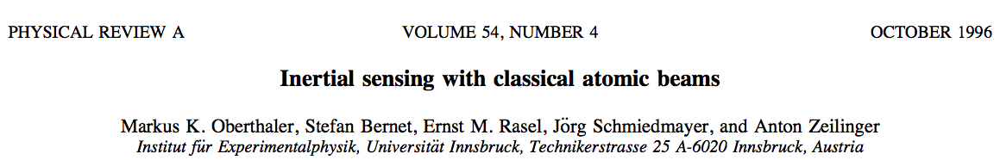 PHYSICAL REVIEW A VOLUME 54, NUMBER 4 OCTOBER 1996
Inertial sensing with classical atomic beams
Markus K. Oberthaler, Stefan Bernet, Ernst M. Rasel, Jörg Schmiedmayer, and Anton Zeilinger
Institut für Experimentalphysik, Universität Innsbruck, Technikerstrasse 25 A-6020 Innsbruck, Austria